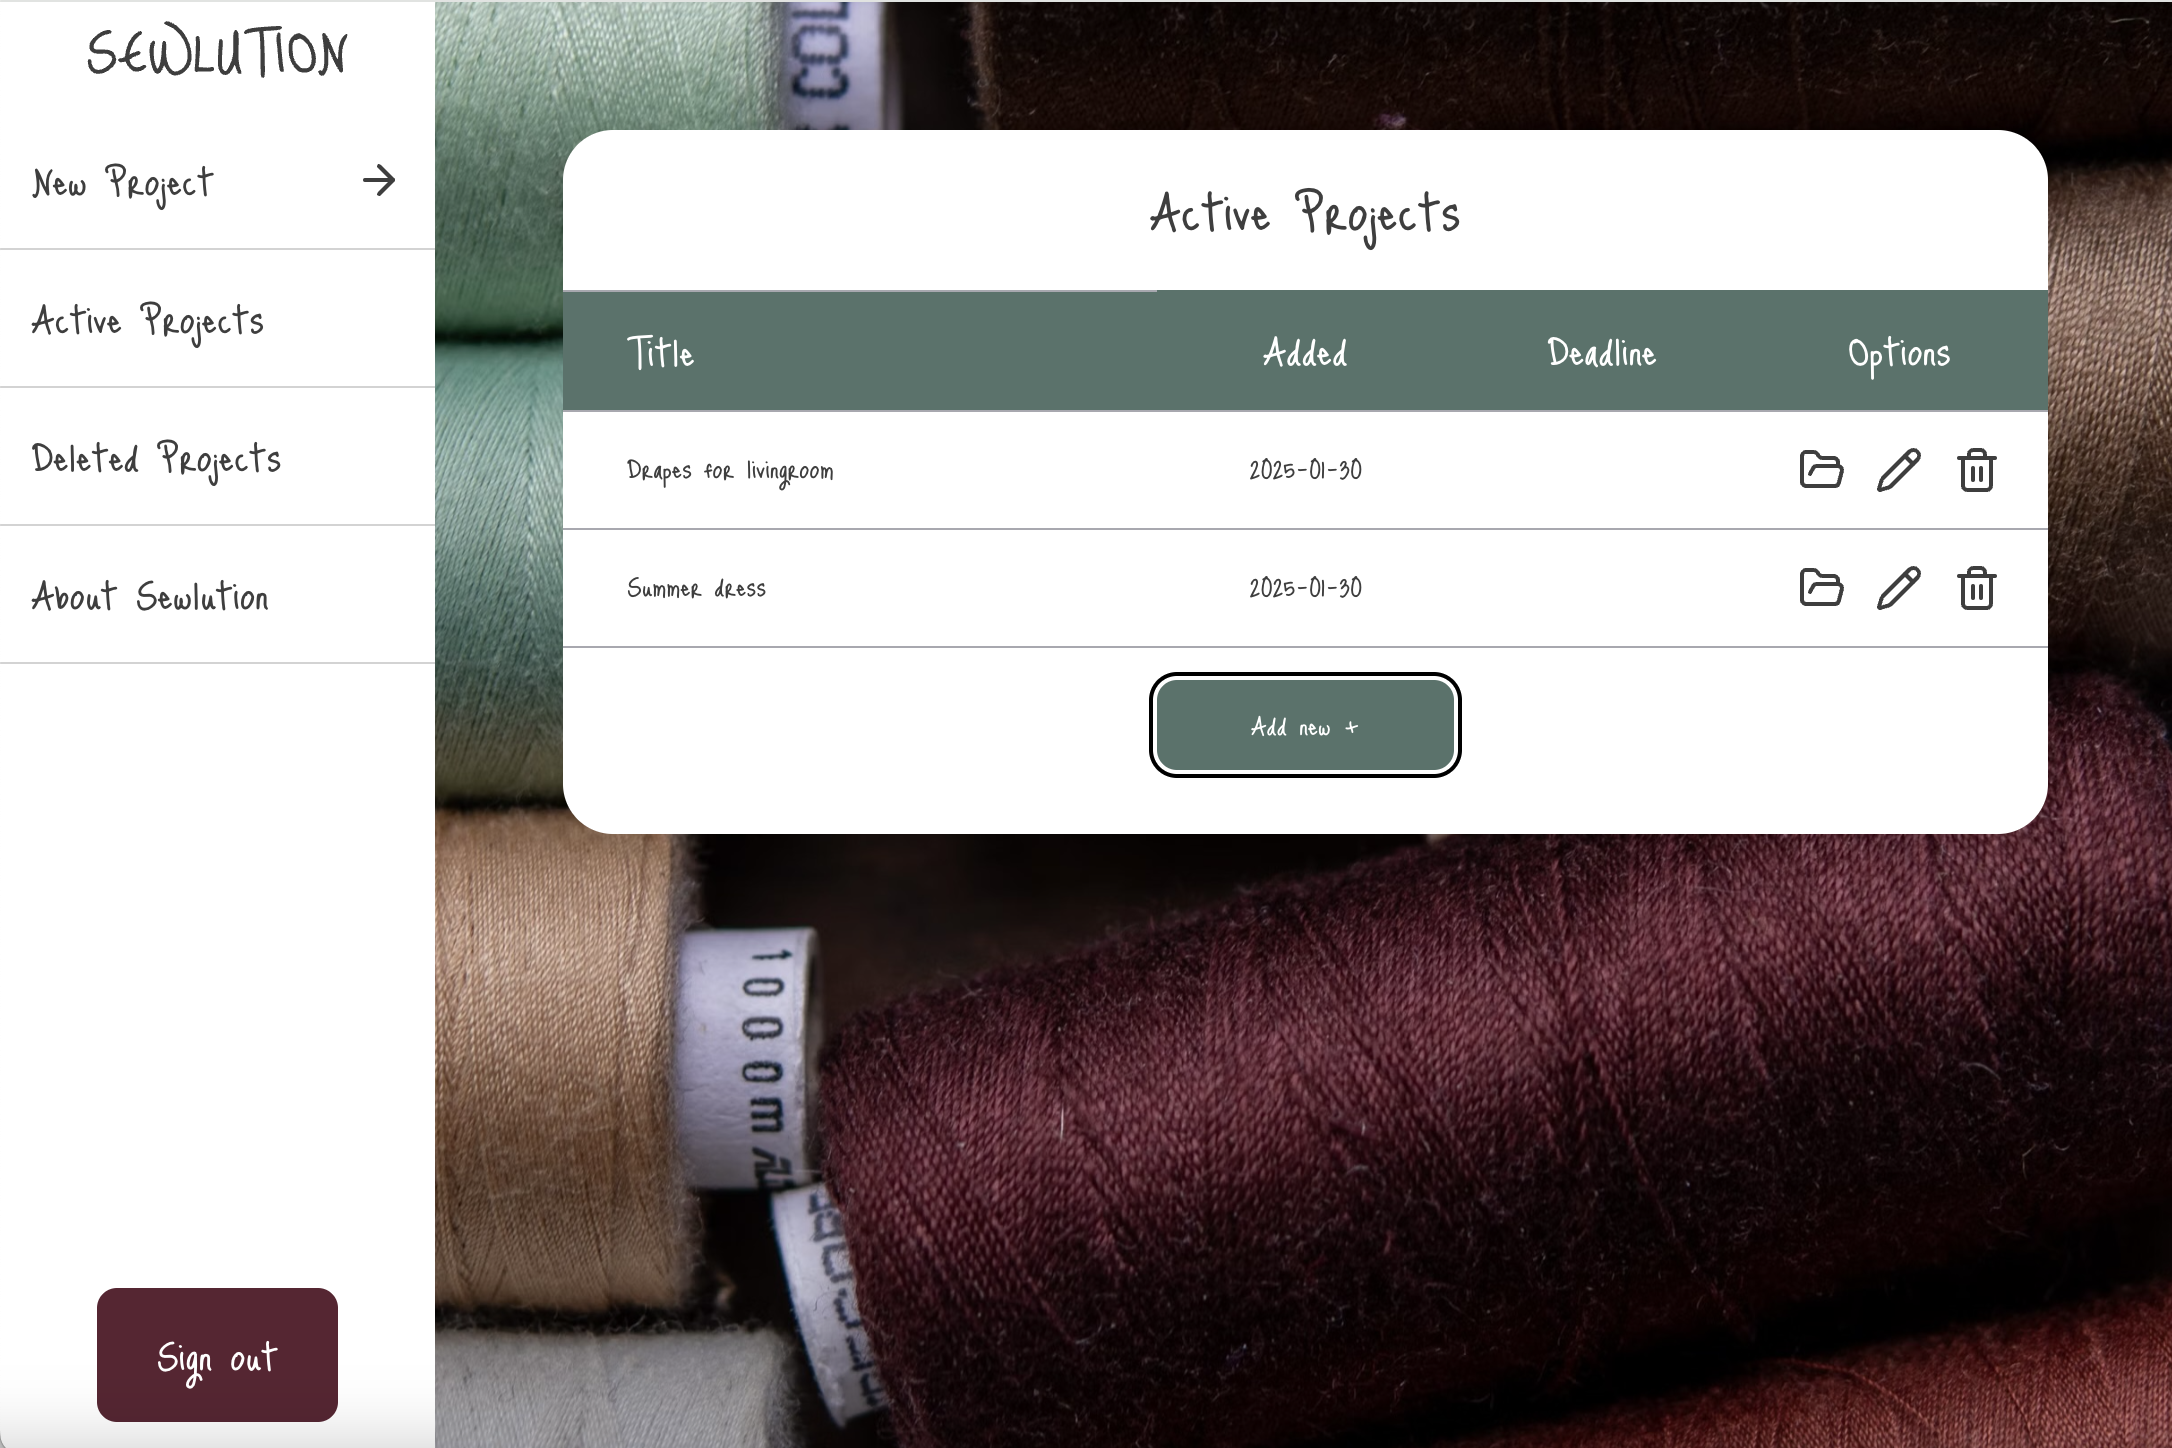 SEWLUTION
New Project
Active Projects
Deleted Projects
About Sewlution
Sign out
Active Projects
Title Added Deadline Options
Drapes for livingroom 2025-01-30
Summer dress 2025-01-30
Add new +
COL
1000m